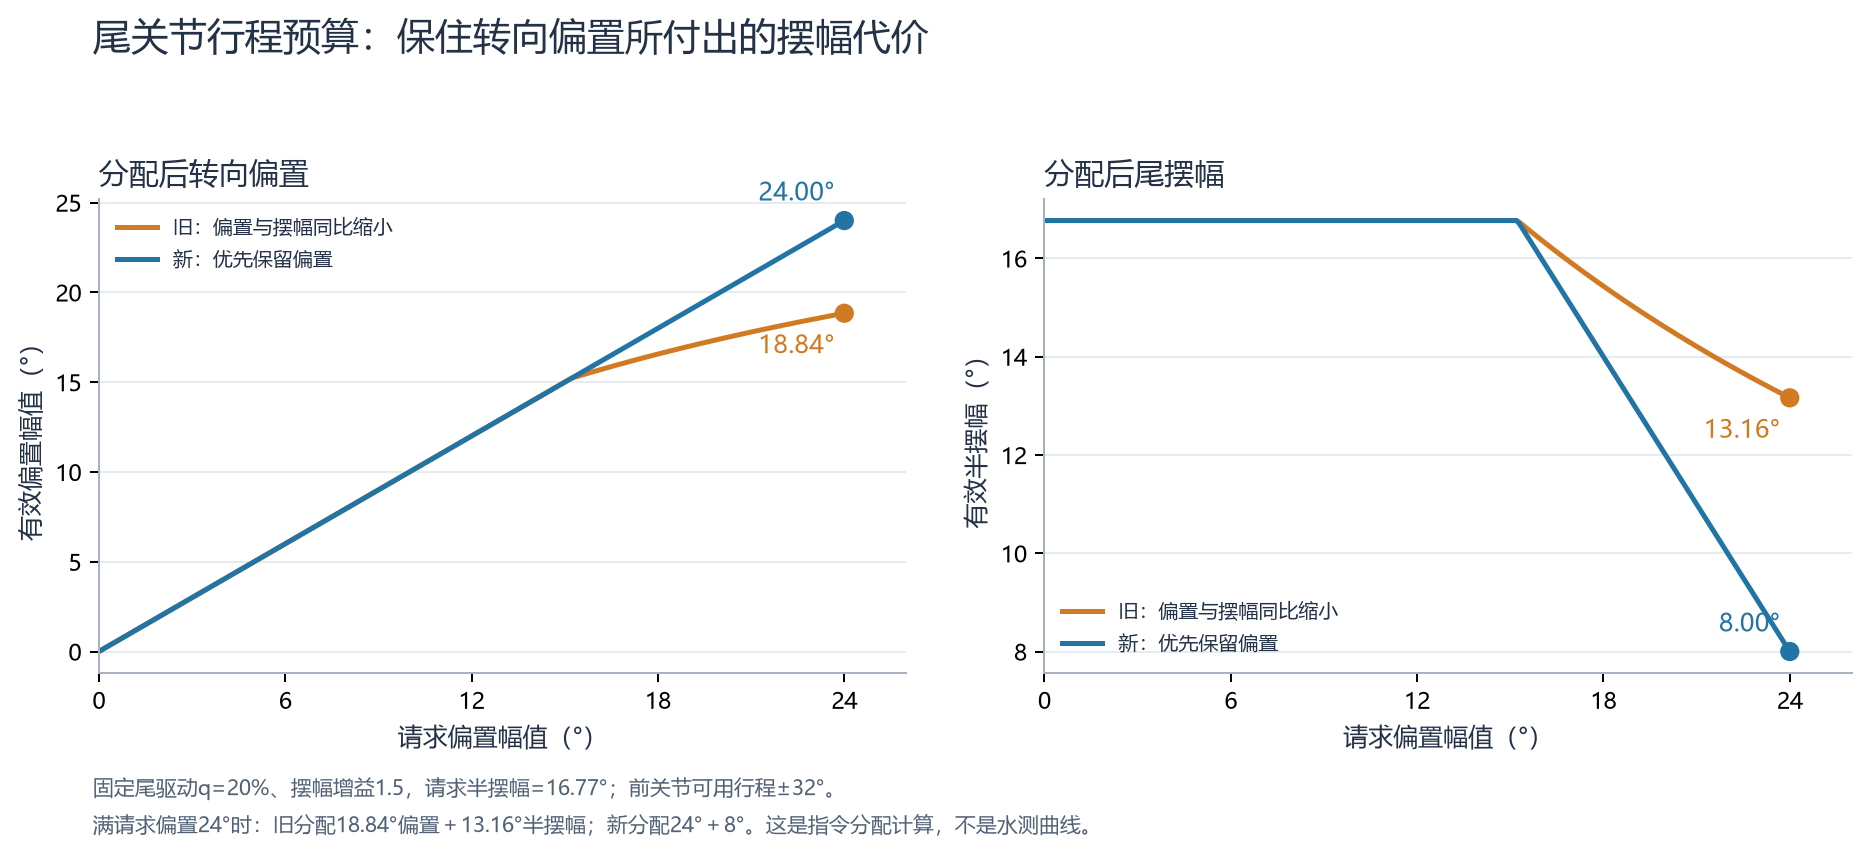 尾关节行程预算：保住转向偏置所付出的摆幅代价
分配后转向偏置
25
20
15
10
5
0
有效偏置幅值（°）
旧：偏置与摆幅同比缩小
新：优先保留偏置
24.00°
18.84°
0 6 12 18 24
请求偏置幅值（°）
分配后尾摆幅
16
14
12
10
8
有效半摆幅（°）
13.16°
8.00°
旧：偏置与摆幅同比缩小
新：优先保留偏置
0 6 12 18 24
请求偏置幅值（°）
固定尾驱动q=20%、摆幅增益1.5，请求半摆幅=16.77°；前关节可用行程±32°。
满请求偏置24°时：旧分配18.84°偏置＋13.16°半摆幅；新分配24°＋8°。这是指令分配计算，不是水测曲线。